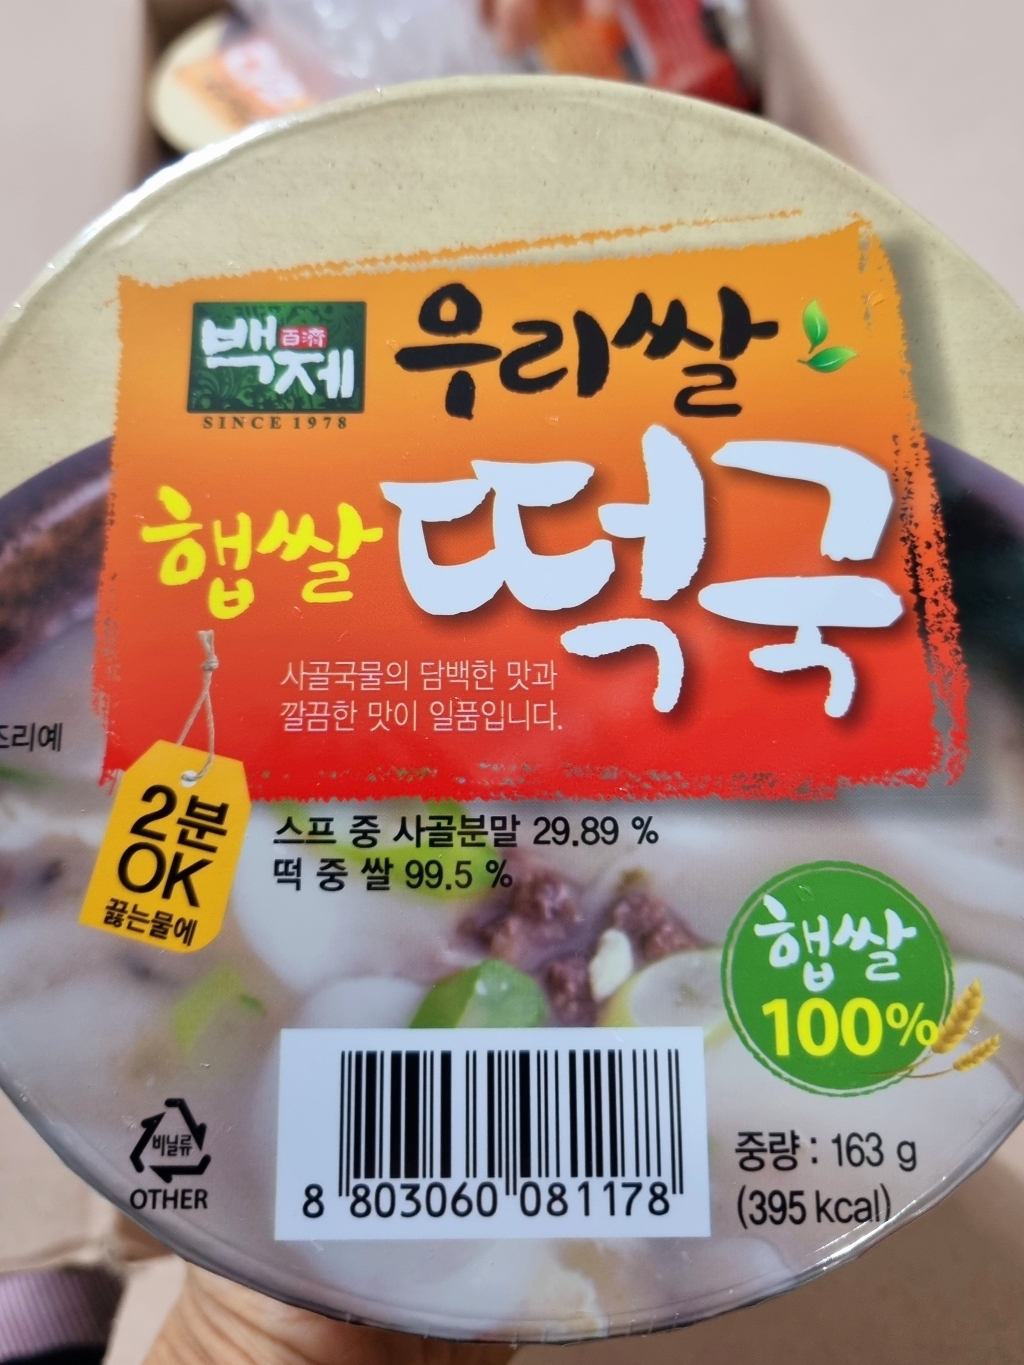 백제
百濟
SINCE 1978
우리쌀
햅쌀 떡국
사골국물의 담백한 맛과
깔끔한 맛이 일품입니다.
조리예
2분
OK
끓는물에
스프 중 사골분말 29.89 %
떡 중 쌀 99.5 %
햅쌀
100%
비닐류
OTHER
8 803060 081178
중량 : 163 g
(395 kcal)